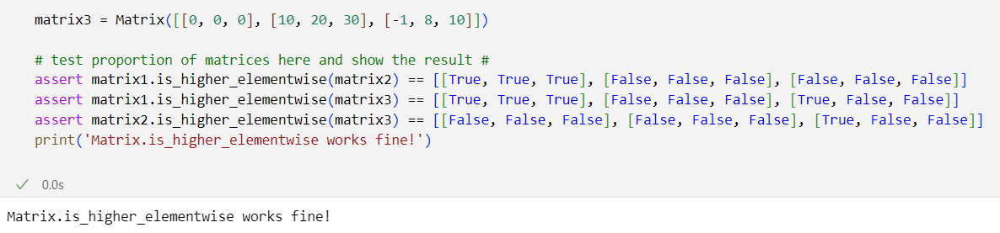 matrix3 = Matrix([[0, 0, 0], [10, 20, 30], [-1, 8, 10]])
# test proportion of matrices here and show the result #
assert matrix1.is_higher_elementwise(matrix2) == [[True, True, True], [False, False, False], [False, False, False]]
assert matrix1.is_higher_elementwise(matrix3) == [[True, True, True], [False, False, False], [True, False, False]]
assert matrix2.is_higher_elementwise(matrix3) == [[False, False, False], [False, False, False], [True, False, False]]
print('Matrix.is_higher_elementwise works fine!')
0.0s
Matrix.is_higher_elementwise works fine!